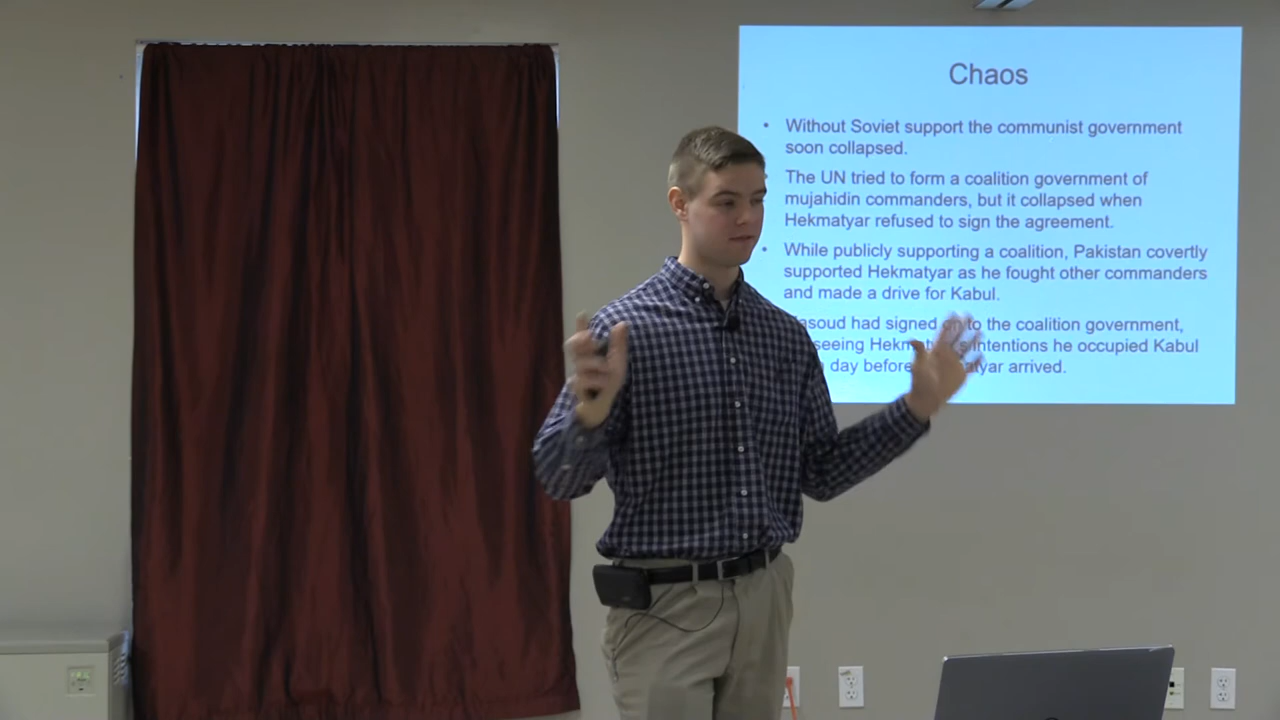 Chaos
• Without Soviet support the communist government
soon collapsed.
• The UN tried to form a coalition government of
mujahidin commanders, but it collapsed when
Hekmatyar refused to sign the agreement.
• While publicly supporting a coalition, Pakistan covertly
supported Hekmatyar as he fought other commanders
and made a drive for Kabul.
had signed to the coalition government,
seeing intentions he occupied Kabul
day before arrived.